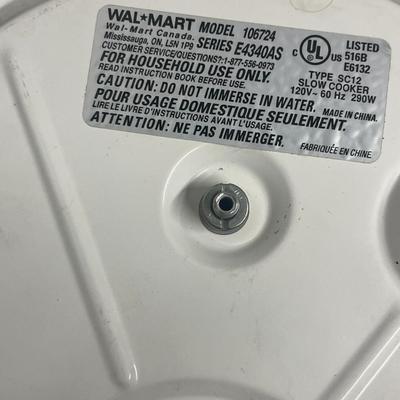 WAL★MART MODEL 106724
Wal-Mart Canada. SERIES E4340AS
Mississauga, ON, L5N 1P9
CUSTOMER SERVICE/QUESTIONS?:1-877-556-0973
FOR HOUSEHOLD USE ONLY.
READ INSTRUCTION BOOK BEFORE USE
CAUTION: DO NOT IMMERSE IN WATER.
POUR USAGE DOMESTIQUE SEULEMENT.
LIRE LE LIVRET D'INSTRUCTIONS AVANT L'USAGE
ATTENTION: NE PAS IMMERGER.
C UL US LISTED
516B
E6132
TYPE SC12
SLOW COOKER
120V~ 60 Hz 290W
MADE IN CHINA.
FABRIQUÉE EN CHINE